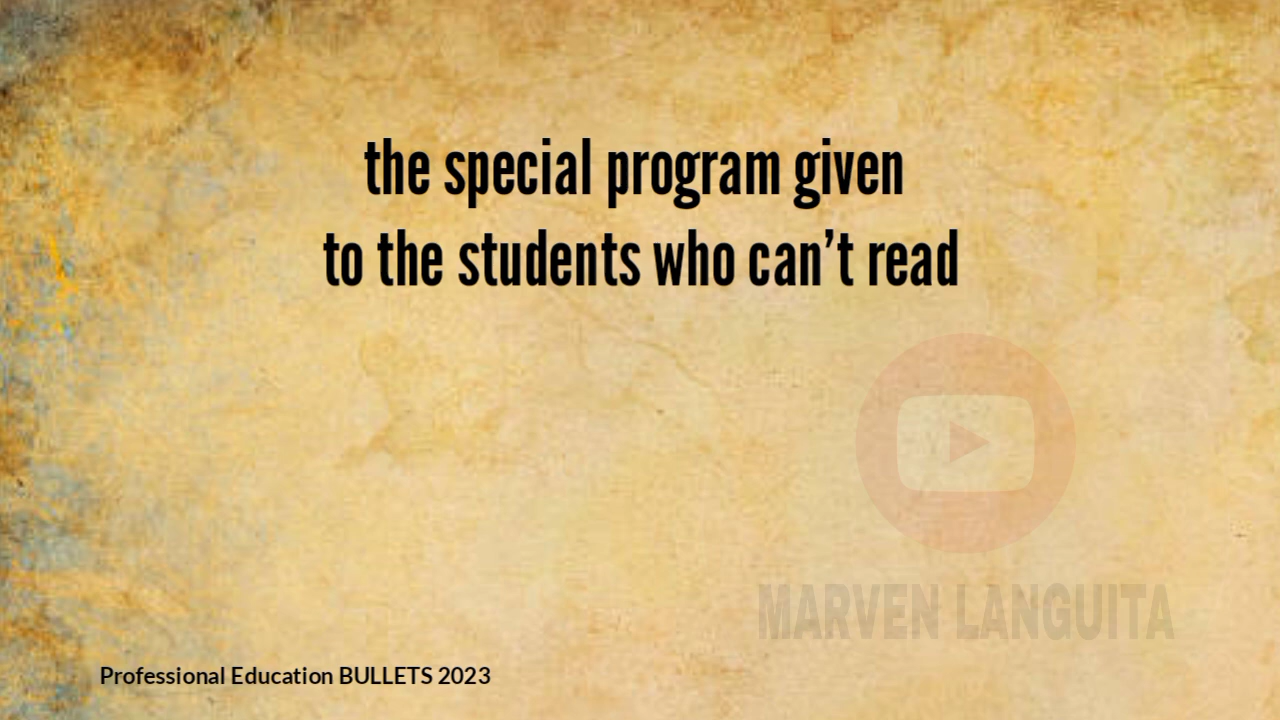 the special program given
to the students who can’t read
MARVEN LANGUITA
Professional Education BULLETS 2023